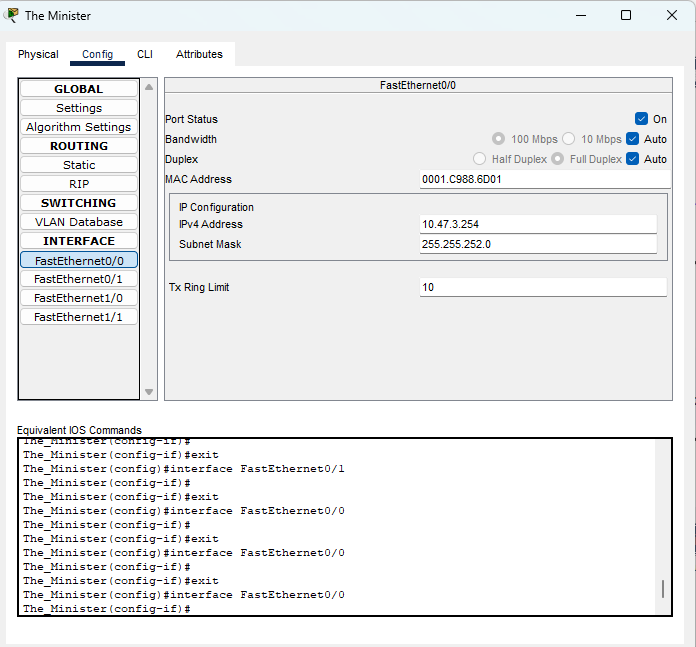 The Minister
Physical Config CLI Attributes
GLOBAL
Settings
Algorithm Settings
ROUTING
Static
RIP
SWITCHING
VLAN Database
INTERFACE
FastEthernet0/0
FastEthernet0/1
FastEthernet1/0
FastEthernet1/1
FastEthernet0/0
Port Status On
Bandwidth 100 Mbps 10 Mbps Auto
Duplex Half Duplex Full Duplex Auto
MAC Address 0001.C988.6D01
IP Configuration
IPv4 Address 10.47.3.254
Subnet Mask 255.255.252.0
Tx Ring Limit 10
Equivalent IOS Commands
The_Minister(config-if)#
The_Minister(config-if)#exit
The_Minister(config)#interface FastEthernet0/1
The_Minister(config-if)#
The_Minister(config-if)#exit
The_Minister(config)#interface FastEthernet0/0
The_Minister(config-if)#
The_Minister(config-if)#exit
The_Minister(config)#interface FastEthernet0/0
The_Minister(config-if)#
The_Minister(config-if)#exit
The_Minister(config)#interface FastEthernet0/0
The_Minister(config-if)#